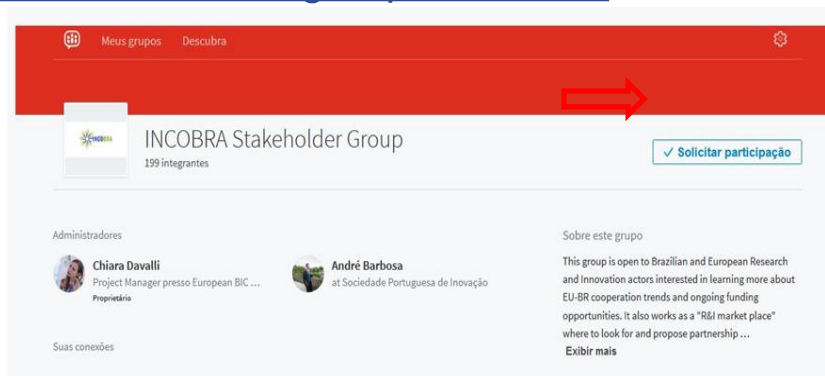 Meus grupos Descubra
INCOBRA
INCOBRA Stakeholder Group
199 integrantes
✓ Solicitar participação
Administradores
Chiara Davalli
Project Manager presso European BIC ...
Proprietário
André Barbosa
at Sociedade Portuguesa de Inovação
Suas conexões
Sobre este grupo
This group is open to Brazilian and European Research
and Innovation actors interested in learning more about
EU-BR cooperation trends and ongoing funding
opportunities. It also works as a "R&I market place"
where to look for and propose partnership ...
Exibir mais